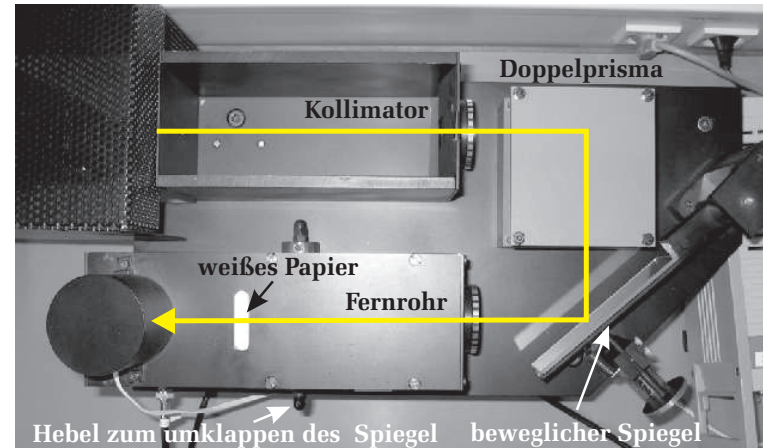 Doppelprisma
Kollimator
weißes Papier
Fernrohr
Hebel zum umklappen des Spiegel
beweglicher Spiegel